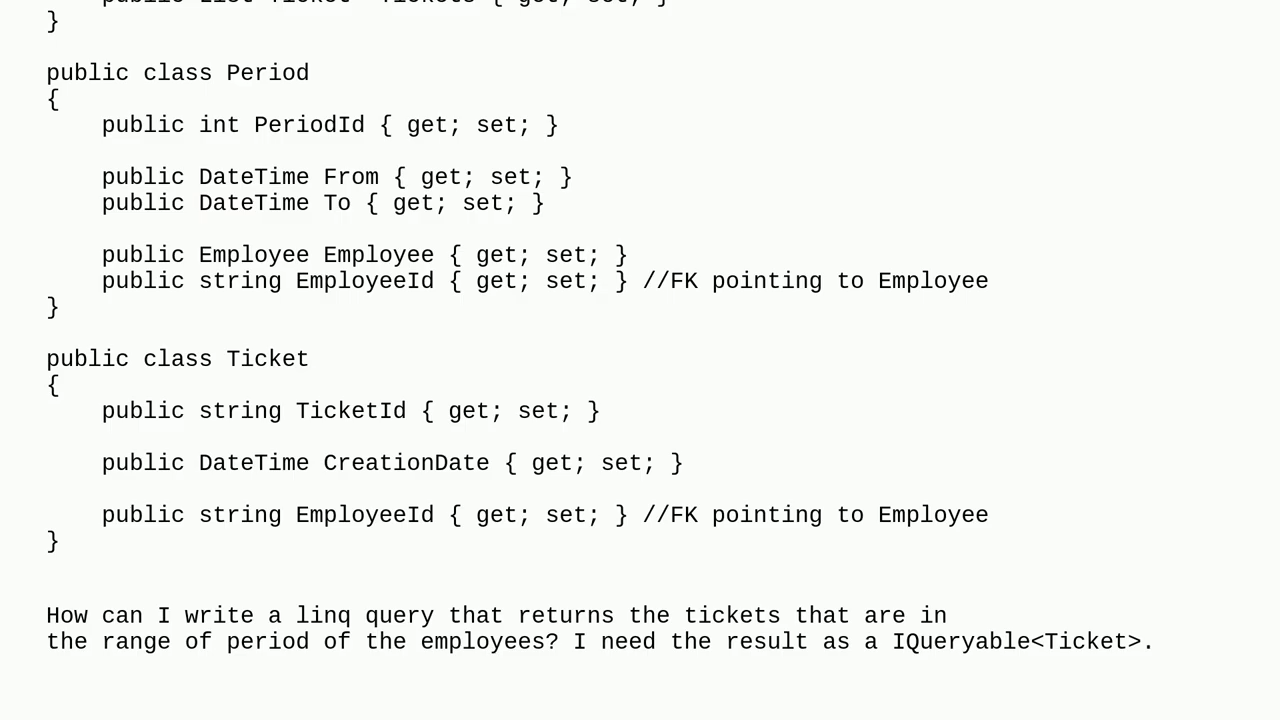 }
public class Period
{
    public int PeriodId { get; set; }
    public DateTime From { get; set; }
    public DateTime To { get; set; }
    public Employee Employee { get; set; }
    public string EmployeeId { get; set; } //FK pointing to Employee
}
public class Ticket
{
    public string TicketId { get; set; }
    public DateTime CreationDate { get; set; }
    public string EmployeeId { get; set; } //FK pointing to Employee
}
How can I write a linq query that returns the tickets that are in
the range of period of the employees? I need the result as a IQueryable<Ticket>.